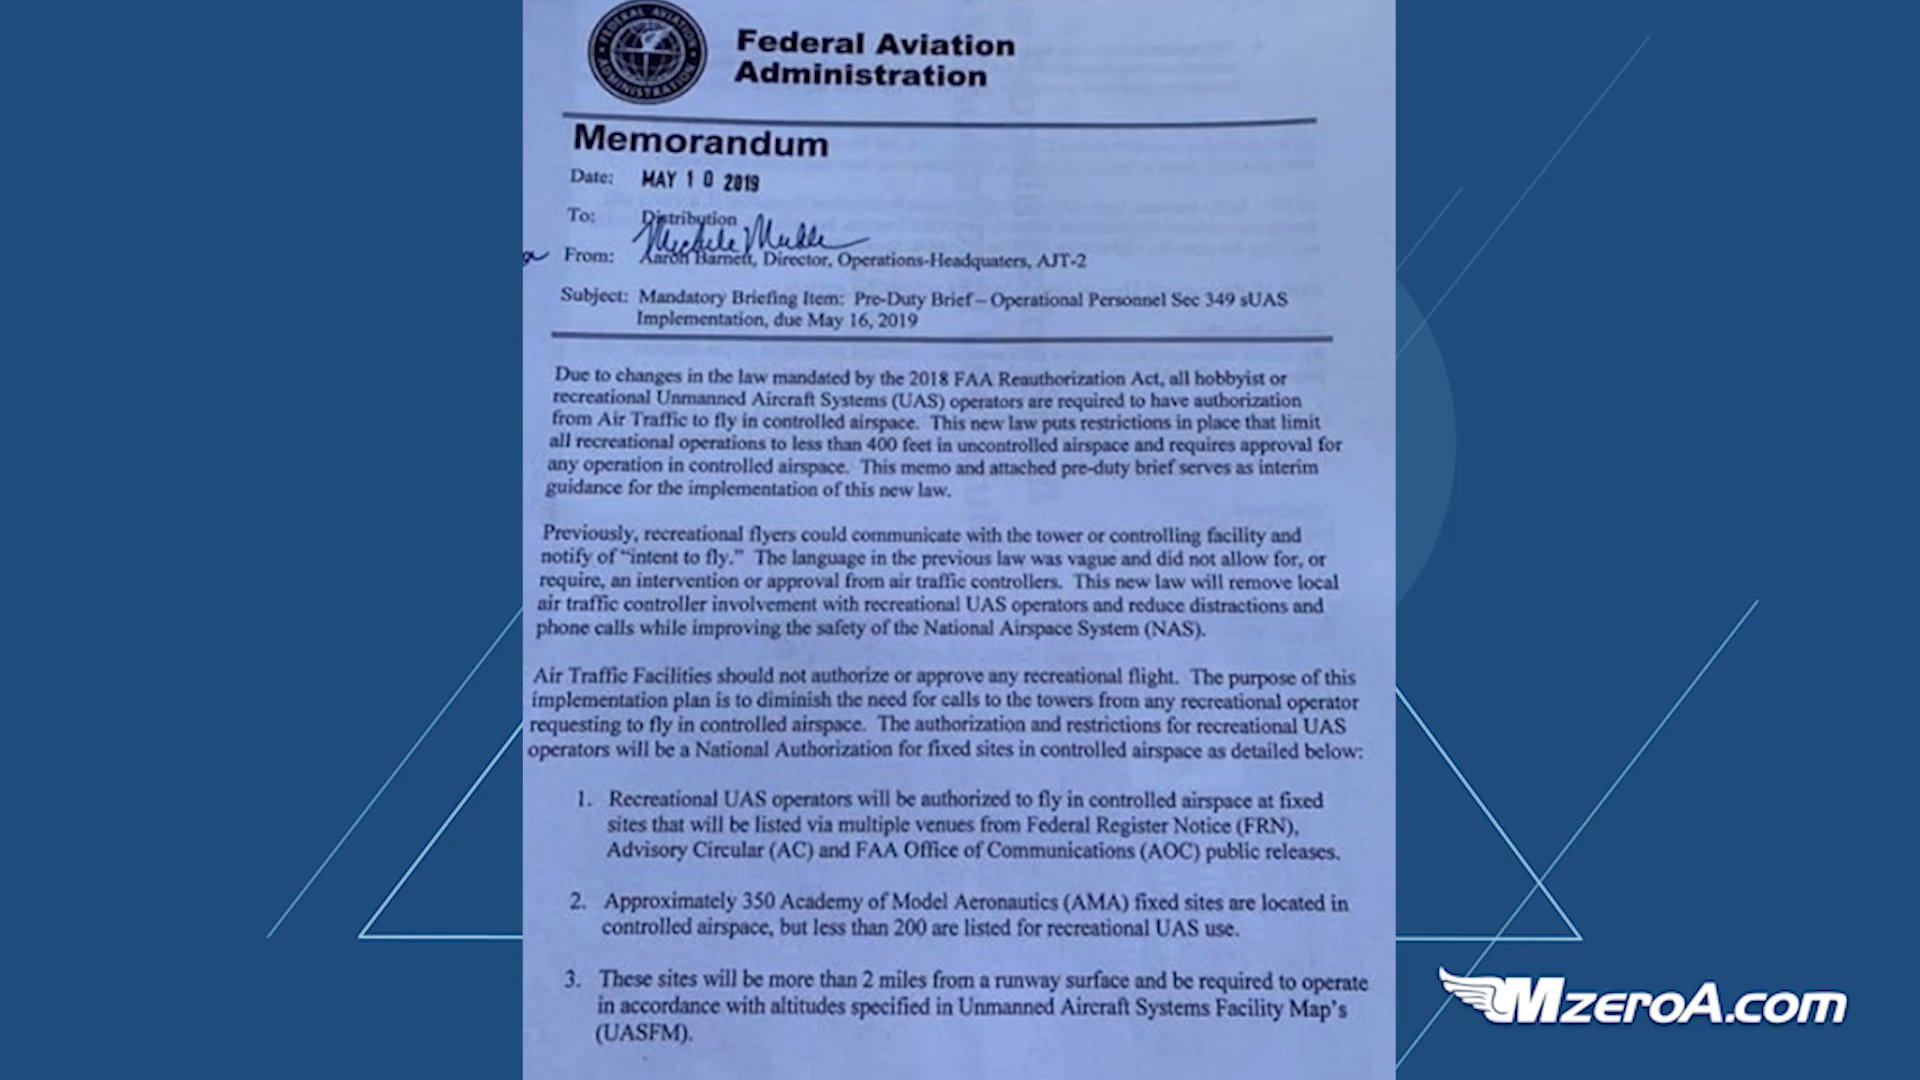 Federal Aviation
Administration
Memorandum
Date: MAY 10 2019
To: Distribution
From: Aaron Barnett, Director, Operations-Headquaters, AJT-2
Subject: Mandatory Briefing Item: Pre-Duty Brief – Operational Personnel Sec 349 sUAS
Implementation, due May 16, 2019
Due to changes in the law mandated by the 2018 FAA Reauthorization Act, all hobbyist or
recreational Unmanned Aircraft Systems (UAS) operators are required to have authorization
from Air Traffic to fly in controlled airspace. This new law puts restrictions in place that limit
all recreational operations to less than 400 feet in uncontrolled airspace and requires approval for
any operation in controlled airspace. This memo and attached pre-duty brief serves as interim
guidance for the implementation of this new law.
Previously, recreational flyers could communicate with the tower or controlling facility and
notify of “intent to fly.” The language in the previous law was vague and did not allow for, or
require, an intervention or approval from air traffic controllers. This new law will remove local
air traffic controller involvement with recreational UAS operators and reduce distractions and
phone calls while improving the safety of the National Airspace System (NAS).
Air Traffic Facilities should not authorize or approve any recreational flight. The purpose of this
implementation plan is to diminish the need for calls to the towers from any recreational operator
requesting to fly in controlled airspace. The authorization and restrictions for recreational UAS
operators will be a National Authorization for fixed sites in controlled airspace as detailed below:
1. Recreational UAS operators will be authorized to fly in controlled airspace at fixed
sites that will be listed via multiple venues from Federal Register Notice (FRN),
Advisory Circular (AC) and FAA Office of Communications (AOC) public releases.
2. Approximately 350 Academy of Model Aeronautics (AMA) fixed sites are located in
controlled airspace, but less than 200 are listed for recreational UAS use.
3. These sites will be more than 2 miles from a runway surface and be required to operate
in accordance with altitudes specified in Unmanned Aircraft Systems Facility Map’s
(UASFM).
FEDERAL AVIATION ADMINISTRATION
MzeroA.com